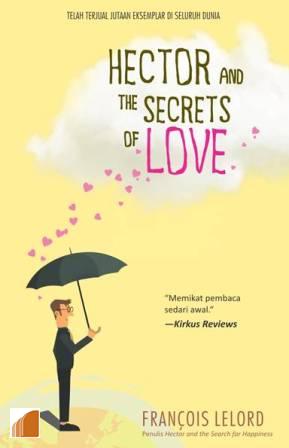 TELAH TERJUAL JUTAAN EKSEMPLAR DI SELURUH DUNIA
HECTOR AND
THE SECRETS
OF LOVE
"Memikat pembaca
sedari awal."
—Kirkus Reviews
FRANÇOIS LELORD
Penulis Hector and the Search for Happiness